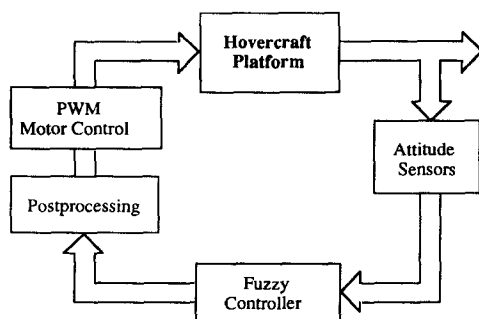 Hovercraft
Platform
PWM
Motor Control
Attitude
Sensors
Postprocessing
Fuzzy
Controller